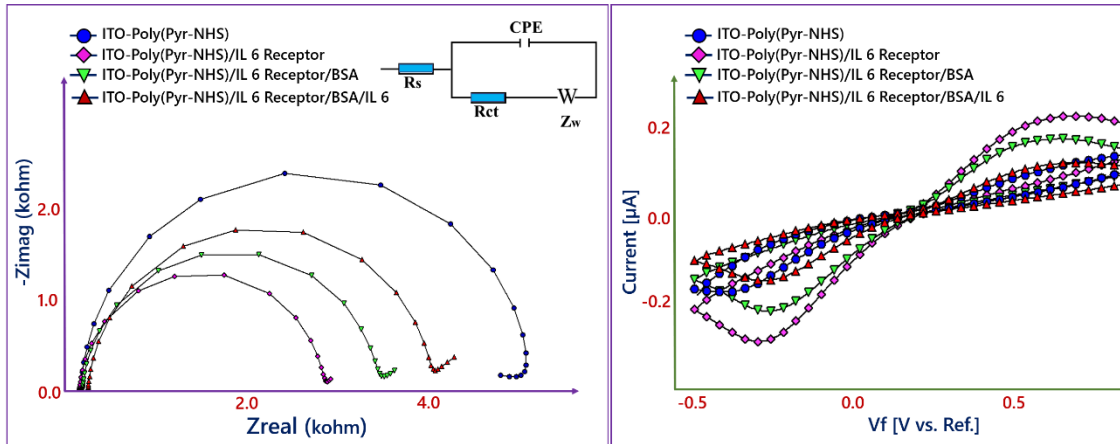 ITO-Poly(Pyr-NHS)
ITO-Poly(Pyr-NHS)/IL 6 Receptor
ITO-Poly(Pyr-NHS)/IL 6 Receptor/BSA
ITO-Poly(Pyr-NHS)/IL 6 Receptor/BSA/IL 6
CPE
Rs
Rct
W
Zw
-Zimag (kohm)
2.0
1.0
0.0
2.0
4.0
Zreal (kohm)
ITO-Poly(Pyr-NHS)
ITO-Poly(Pyr-NHS)/IL 6 Receptor
ITO-Poly(Pyr-NHS)/IL 6 Receptor/BSA
ITO-Poly(Pyr-NHS)/IL 6 Receptor/BSA/IL 6
Current [µA]
0.2
0.0
-0.2
-0.5
0.0
0.5
Vf [V vs. Ref.]